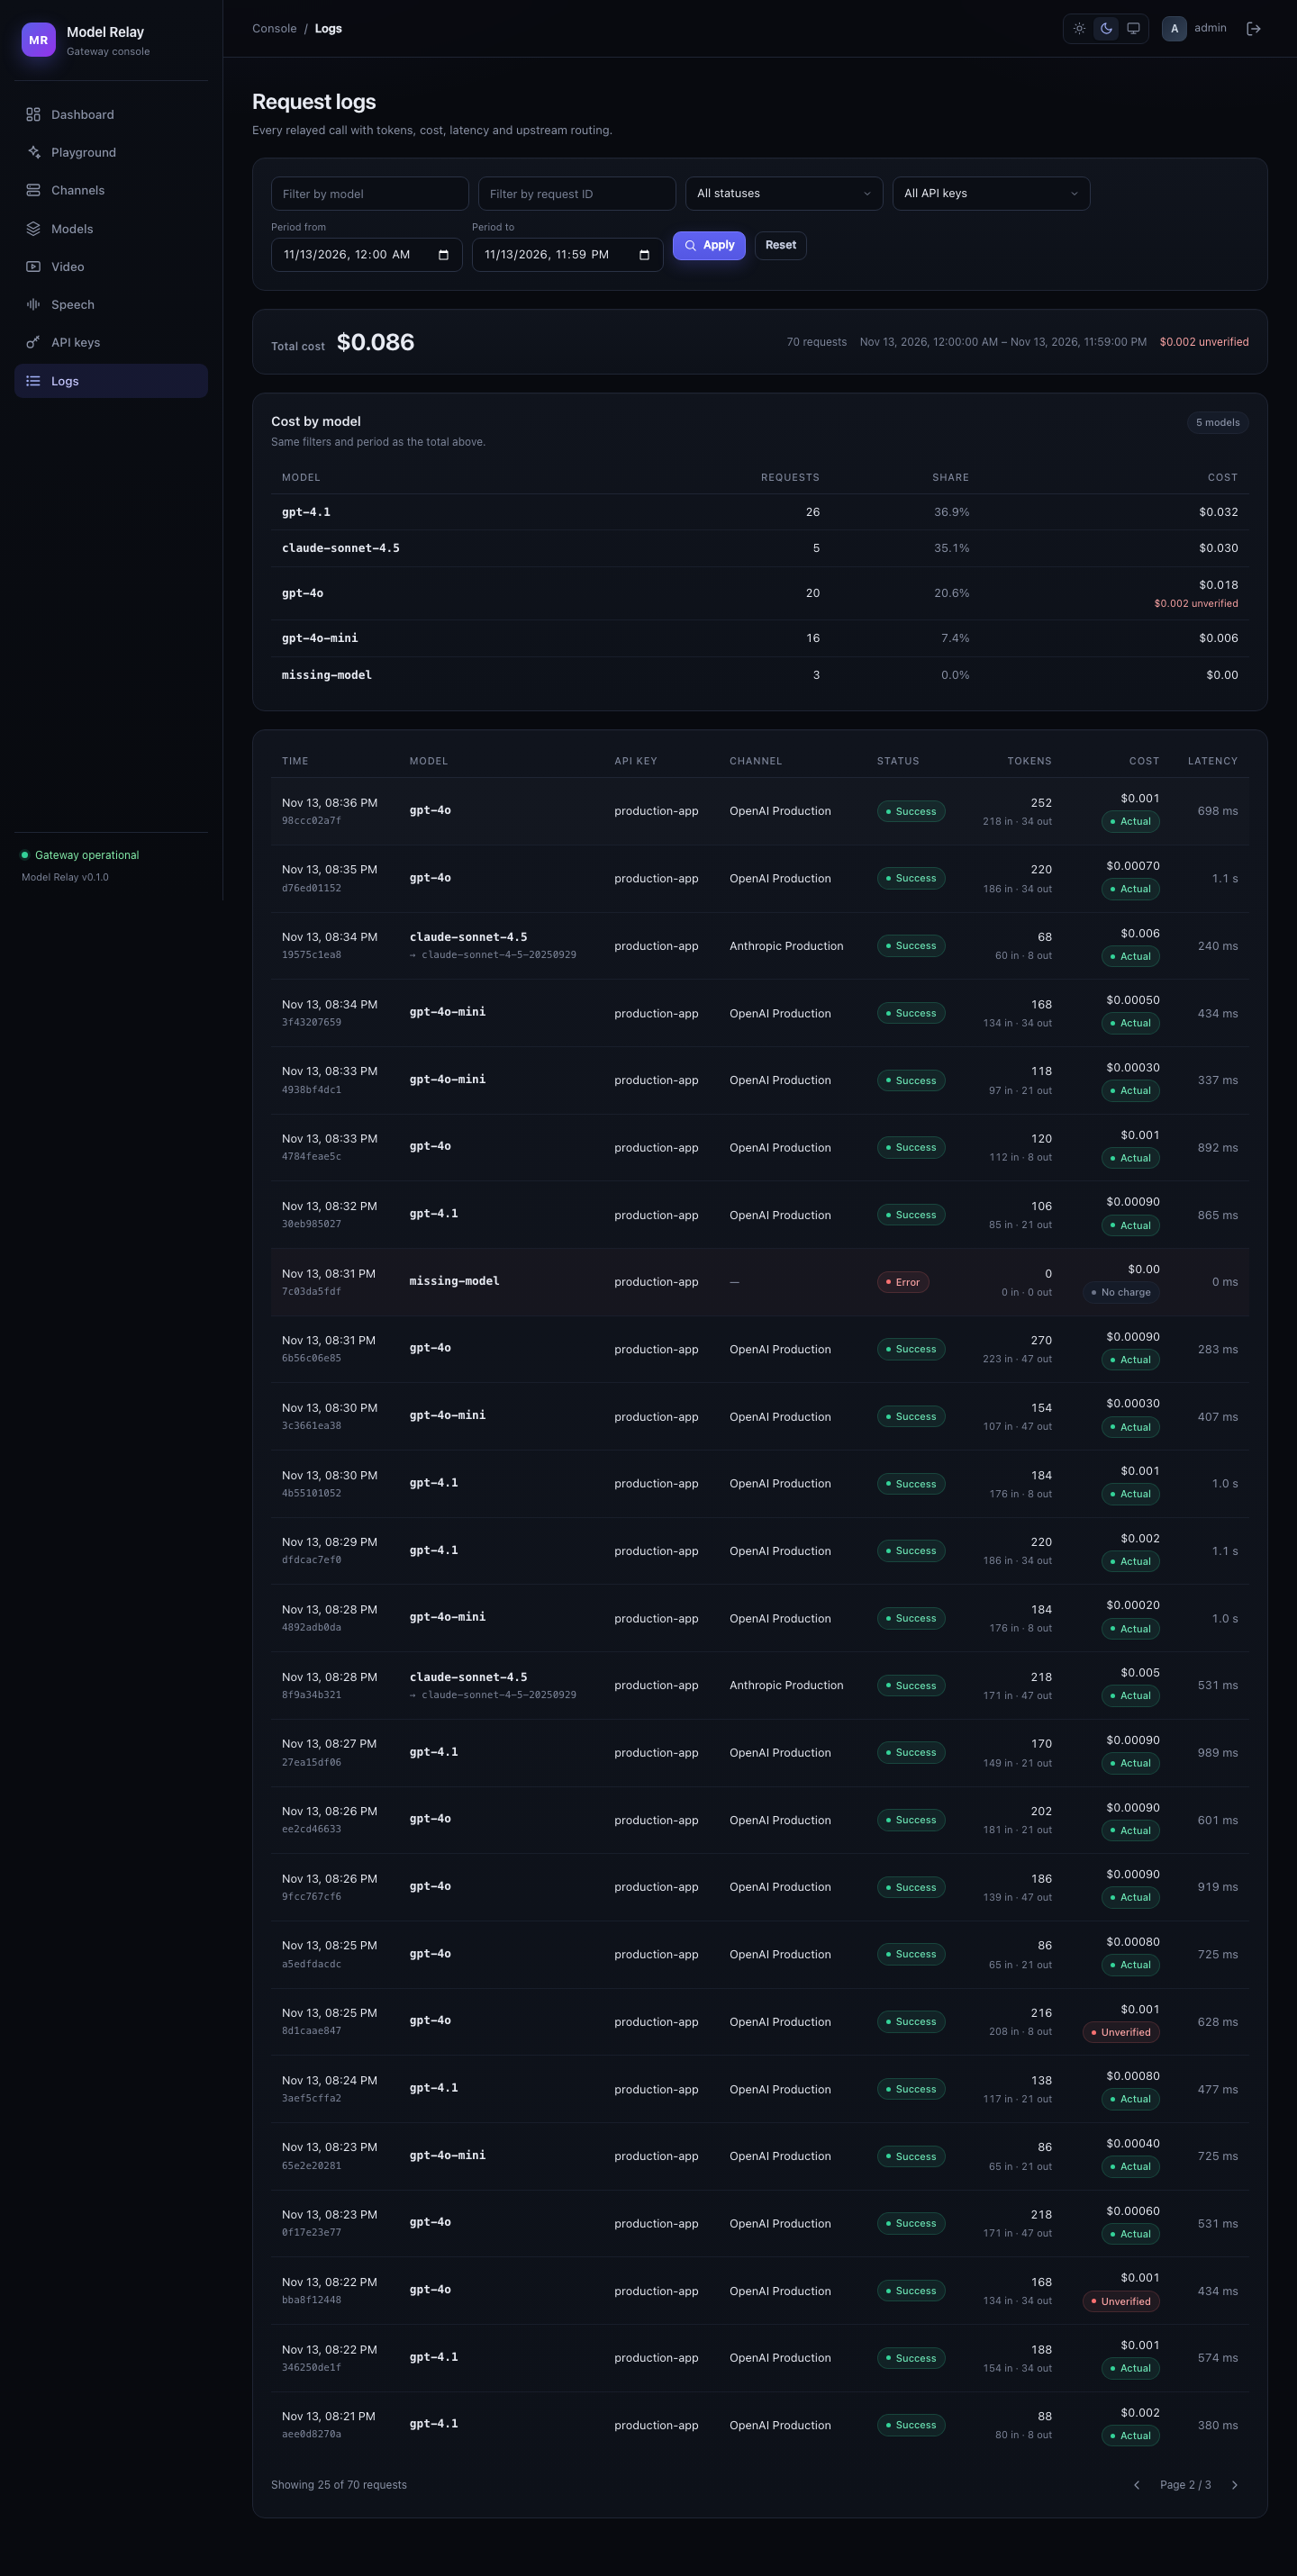 MR
Model Relay
Gateway console
Dashboard
Playground
Channels
Models
Video
Speech
API keys
Logs
Gateway operational
Model Relay v0.1.0
Console / Logs
A admin
Request logs
Every relayed call with tokens, cost, latency and upstream routing.
Filter by model Filter by request ID All statuses All API keys
Period from Period to
11/13/2026, 12:00 AM 11/13/2026, 11:59 PM Apply Reset
Total cost $0.086 70 requests Nov 13, 2026, 12:00:00 AM – Nov 13, 2026, 11:59:00 PM $0.002 unverified
Cost by model 5 models
Same filters and period as the total above.
MODEL REQUESTS SHARE COST
gpt-4.1 26 36.9% $0.032
claude-sonnet-4.5 5 35.1% $0.030
gpt-4o 20 20.6% $0.018
$0.002 unverified
gpt-4o-mini 16 7.4% $0.006
missing-model 3 0.0% $0.00
TIME MODEL API KEY CHANNEL STATUS TOKENS COST LATENCY
Nov 13, 08:36 PM gpt-4o production-app OpenAI Production Success 252 $0.001 698 ms
98ccc02a7f 218 in · 34 out Actual
Nov 13, 08:35 PM gpt-4o production-app OpenAI Production Success 220 $0.00070 1.1 s
d76ed01152 186 in · 34 out Actual
Nov 13, 08:34 PM claude-sonnet-4.5 production-app Anthropic Production Success 68 $0.006 240 ms
19575c1ea8 → claude-sonnet-4-5-20250929 60 in · 8 out Actual
Nov 13, 08:34 PM gpt-4o-mini production-app OpenAI Production Success 168 $0.00050 434 ms
3f43207659 134 in · 34 out Actual
Nov 13, 08:33 PM gpt-4o-mini production-app OpenAI Production Success 118 $0.00030 337 ms
4938bf4dc1 97 in · 21 out Actual
Nov 13, 08:33 PM gpt-4o production-app OpenAI Production Success 120 $0.001 892 ms
4784feae5c 112 in · 8 out Actual
Nov 13, 08:32 PM gpt-4.1 production-app OpenAI Production Success 106 $0.00090 865 ms
30eb985027 85 in · 21 out Actual
Nov 13, 08:31 PM missing-model production-app — Error 0 $0.00 0 ms
7c03da5fdf 0 in · 0 out No charge
Nov 13, 08:31 PM gpt-4o production-app OpenAI Production Success 270 $0.00090 283 ms
6b56c06e85 223 in · 47 out Actual
Nov 13, 08:30 PM gpt-4o-mini production-app OpenAI Production Success 154 $0.00030 407 ms
3c3661ea38 107 in · 47 out Actual
Nov 13, 08:30 PM gpt-4.1 production-app OpenAI Production Success 184 $0.001 1.0 s
4b55101052 176 in · 8 out Actual
Nov 13, 08:29 PM gpt-4.1 production-app OpenAI Production Success 220 $0.002 1.1 s
dfdcac7ef0 186 in · 34 out Actual
Nov 13, 08:28 PM gpt-4o-mini production-app OpenAI Production Success 184 $0.00020 1.0 s
4892adb0da 176 in · 8 out Actual
Nov 13, 08:28 PM claude-sonnet-4.5 production-app Anthropic Production Success 218 $0.005 531 ms
8f9a34b321 → claude-sonnet-4-5-20250929 171 in · 47 out Actual
Nov 13, 08:27 PM gpt-4.1 production-app OpenAI Production Success 170 $0.00090 989 ms
27ea15df06 149 in · 21 out Actual
Nov 13, 08:26 PM gpt-4o production-app OpenAI Production Success 202 $0.00090 601 ms
ee2cd46633 181 in · 21 out Actual
Nov 13, 08:26 PM gpt-4o production-app OpenAI Production Success 186 $0.00090 919 ms
9fcc767cf6 139 in · 47 out Actual
Nov 13, 08:25 PM gpt-4o production-app OpenAI Production Success 86 $0.00080 725 ms
a5edfdacdc 65 in · 21 out Actual
Nov 13, 08:25 PM gpt-4o production-app OpenAI Production Success 216 $0.001 628 ms
8d1caae847 208 in · 8 out Unverified
Nov 13, 08:24 PM gpt-4.1 production-app OpenAI Production Success 138 $0.00080 477 ms
3aef5cffa2 117 in · 21 out Actual
Nov 13, 08:23 PM gpt-4o-mini production-app OpenAI Production Success 86 $0.00040 725 ms
65e2e20281 65 in · 21 out Actual
Nov 13, 08:23 PM gpt-4o production-app OpenAI Production Success 218 $0.00060 531 ms
0f17e23e77 171 in · 47 out Actual
Nov 13, 08:22 PM gpt-4o production-app OpenAI Production Success 168 $0.001 434 ms
bba8f12448 134 in · 34 out Unverified
Nov 13, 08:22 PM gpt-4.1 production-app OpenAI Production Success 188 $0.001 574 ms
346250de1f 154 in · 34 out Actual
Nov 13, 08:21 PM gpt-4.1 production-app OpenAI Production Success 88 $0.002 380 ms
aee0d8270a 80 in · 8 out Actual
Showing 25 of 70 requests Page 2 / 3